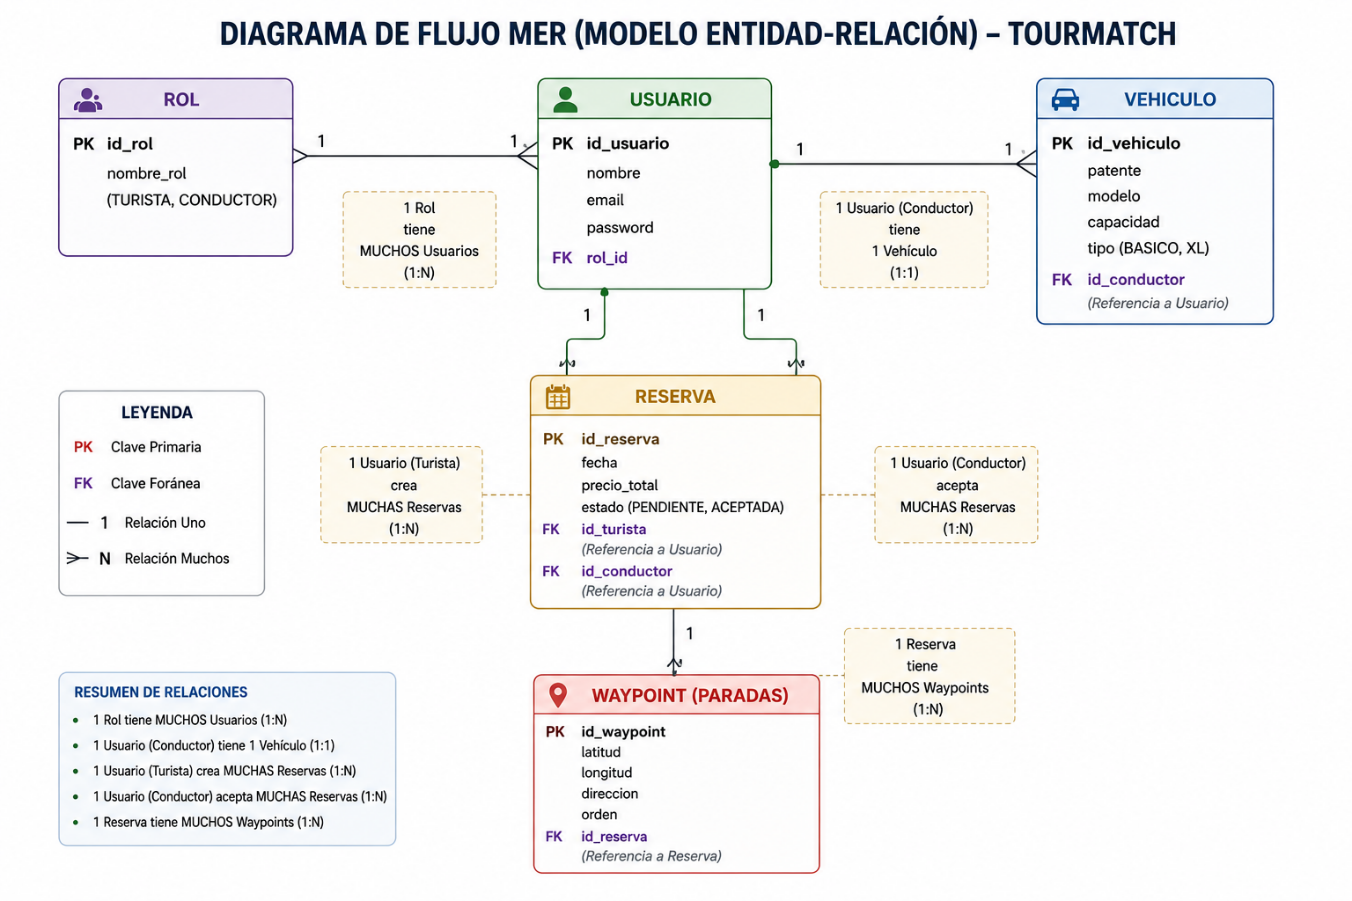 DIAGRAMA DE FLUJO MER (MODELO ENTIDAD-RELACIÓN) – TOURMATCH
ROL
PK id_rol
nombre_rol
(TURISTA, CONDUCTOR)
1
1
1 Rol
tiene
MUCHOS Usuarios
(1:N)
USUARIO
PK id_usuario
nombre
email
password
FK rol_id
1
1
1 Usuario (Conductor)
tiene
1 Vehículo
(1:1)
VEHICULO
PK id_vehiculo
patente
modelo
capacidad
tipo (BASICO, XL)
FK id_conductor
(Referencia a Usuario)
1
1
LEYENDA
PK Clave Primaria
FK Clave Foránea
1 Relación Uno
N Relación Muchos
1 Usuario (Turista)
crea
MUCHAS Reservas
(1:N)
RESERVA
PK id_reserva
fecha
precio_total
estado (PENDIENTE, ACEPTADA)
FK id_turista
(Referencia a Usuario)
FK id_conductor
(Referencia a Usuario)
1 Usuario (Conductor)
acepta
MUCHAS Reservas
(1:N)
1
1 Reserva
tiene
MUCHOS Waypoints
(1:N)
RESUMEN DE RELACIONES
• 1 Rol tiene MUCHOS Usuarios (1:N)
• 1 Usuario (Conductor) tiene 1 Vehículo (1:1)
• 1 Usuario (Turista) crea MUCHAS Reservas (1:N)
• 1 Usuario (Conductor) acepta MUCHAS Reservas (1:N)
• 1 Reserva tiene MUCHOS Waypoints (1:N)
WAYPOINT (PARADAS)
PK id_waypoint
latitud
longitud
direccion
orden
FK id_reserva
(Referencia a Reserva)